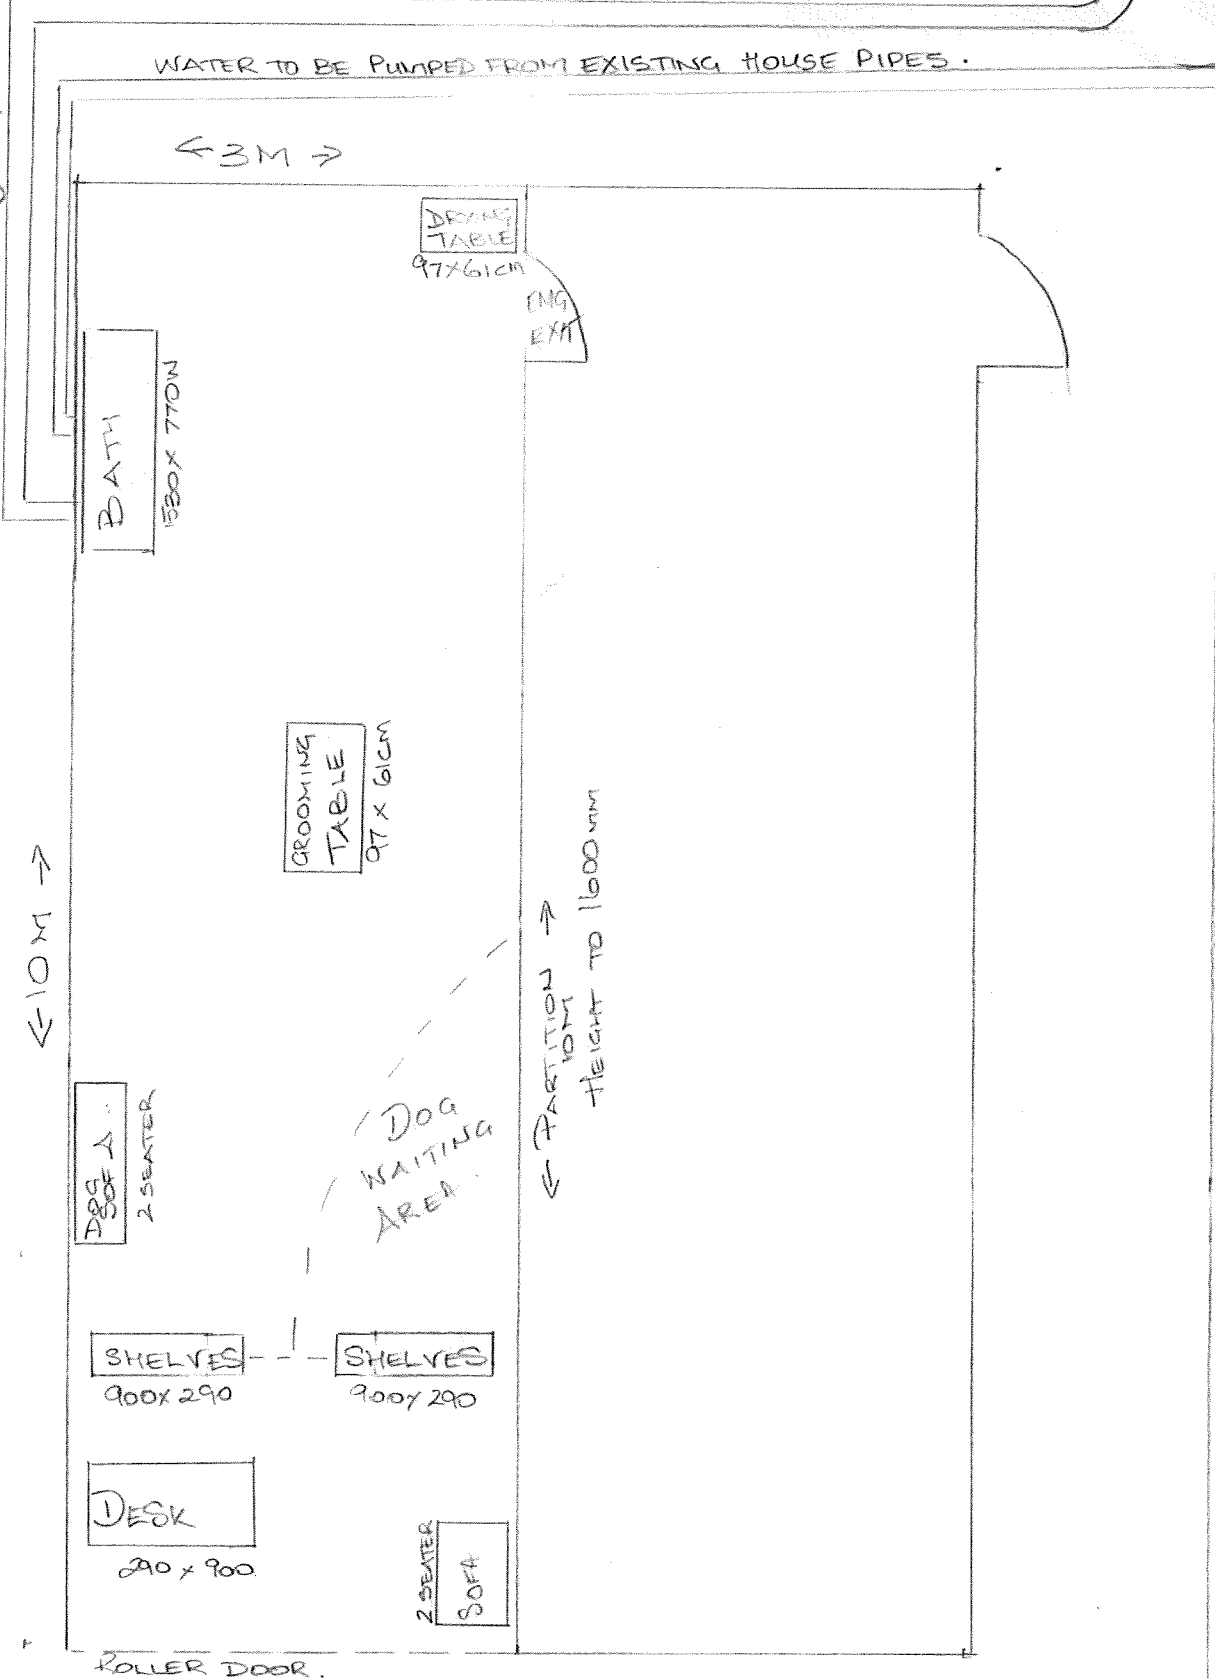 WATER TO BE PUMPED FROM EXISTING HOUSE PIPES.
← 3M →
DRYING
TABLE
97X61CM
EMG
EXIT
BATH
1530X 770W
GROOMING
TABLE
97 X 61CM
← 10M →
← PARTITION →
10M
HEIGHT TO 1600mm
DOG
WAITING
AREA.
DOG
SOFA
2 SEATER
SHELVES
900X290
SHELVES
900X290
DESK
290 x 900.
2 SEATER
SOFA
ROLLER DOOR.